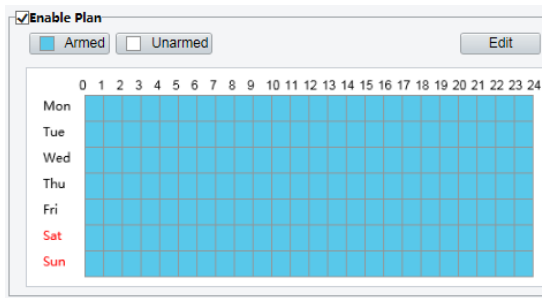 Enable Plan
Armed Unarmed Edit
0 1 2 3 4 5 6 7 8 9 10 11 12 13 14 15 16 17 18 19 20 21 22 23 24
Mon
Tue
Wed
Thu
Fri
Sat
Sun